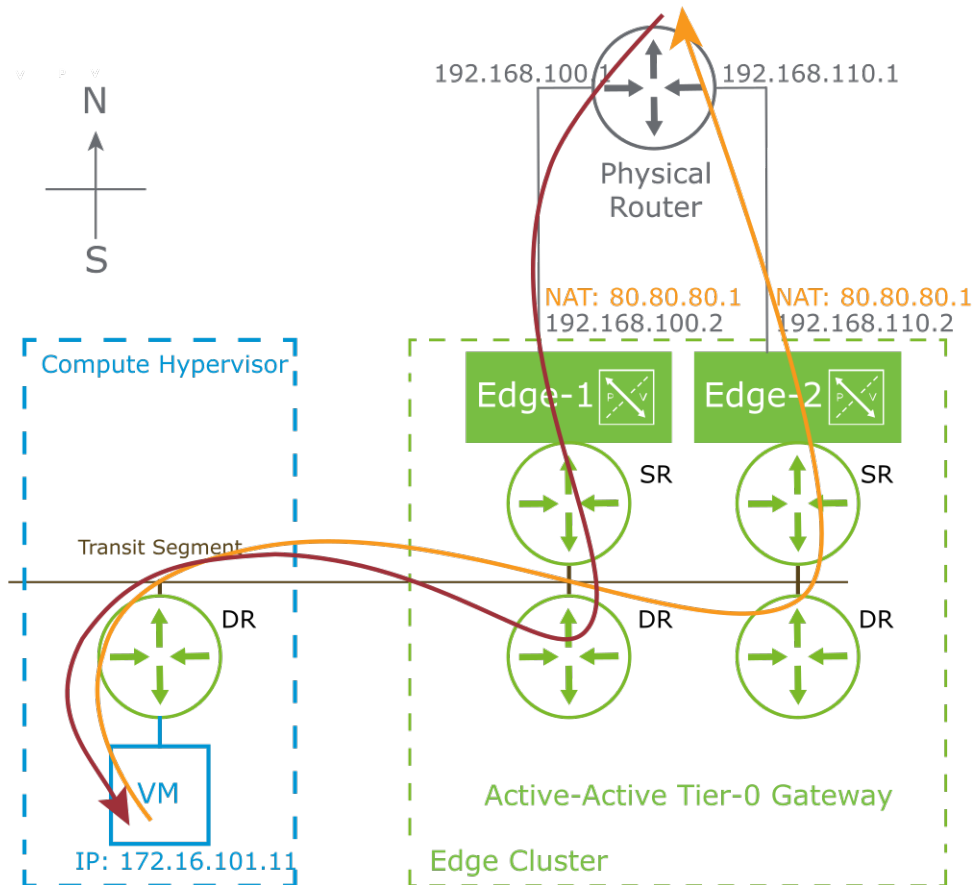 N
S
192.168.100.1
192.168.110.1
Physical
Router
NAT: 80.80.80.1
192.168.100.2
NAT: 80.80.80.1
192.168.110.2
Compute Hypervisor
Edge-1
P V
Edge-2
P V
SR
SR
Transit Segment
DR
DR
DR
VM
IP: 172.16.101.11
Active-Active Tier-0 Gateway
Edge Cluster